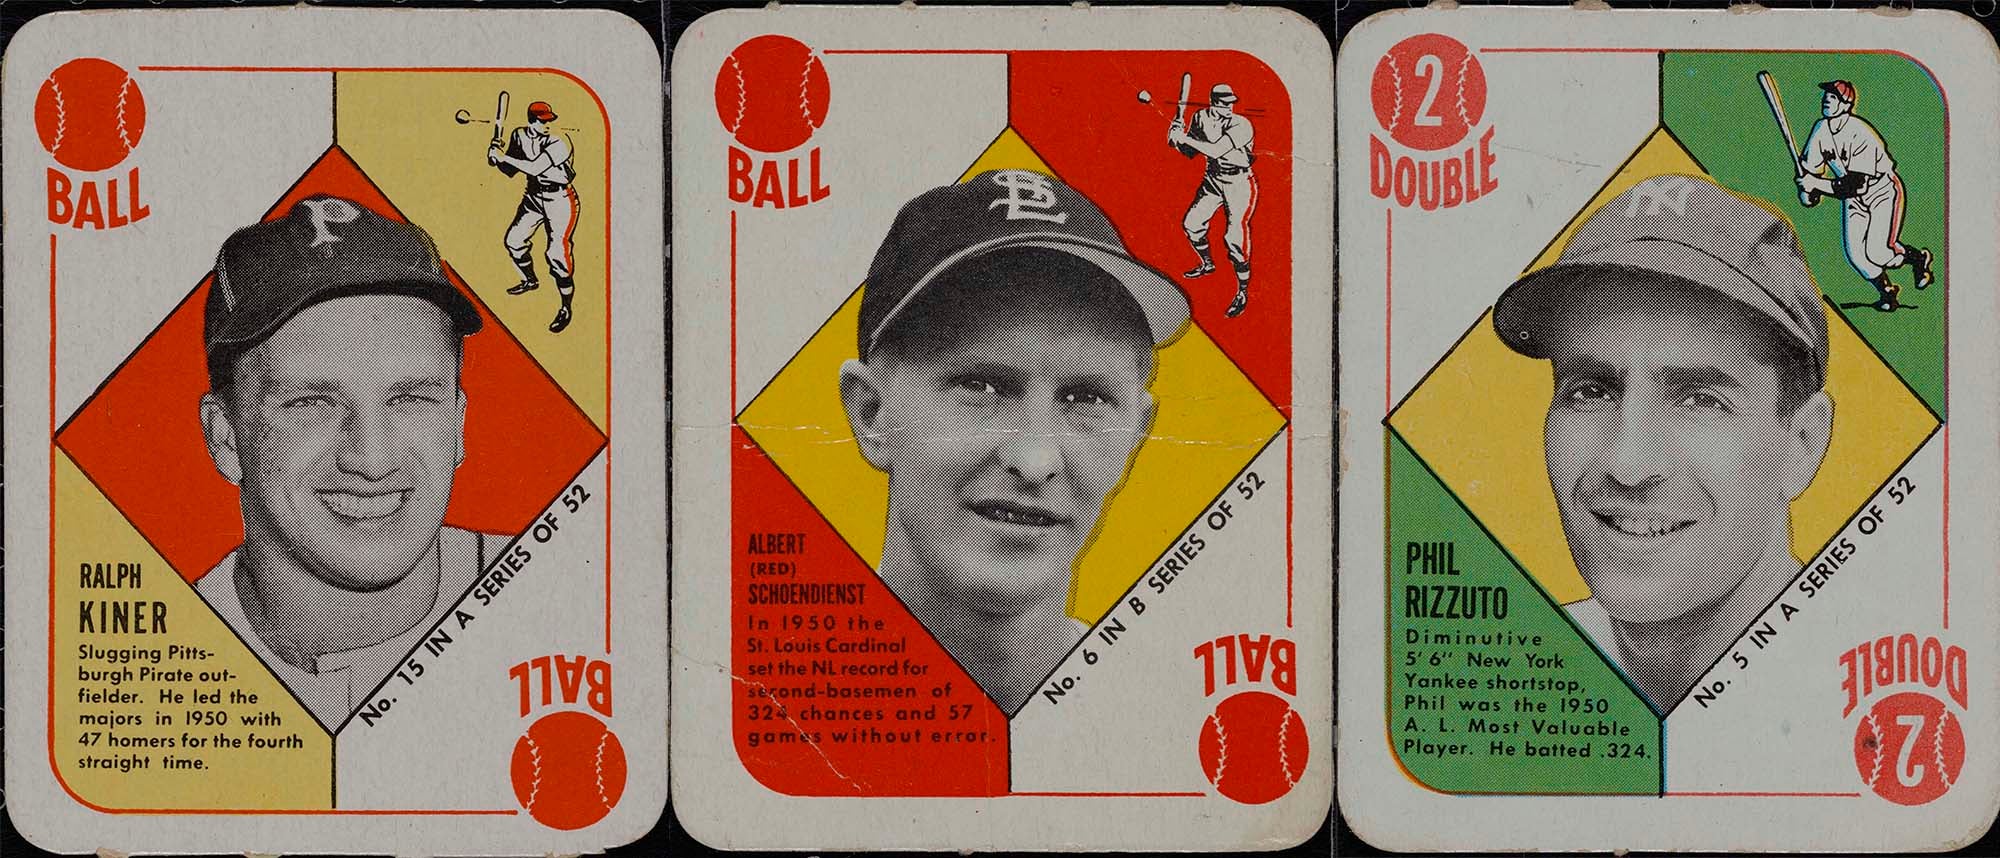 BALL
P
RALPH
KINER
Slugging Pitts-
burgh Pirate out-
fielder. He led the
majors in 1950 with
47 homers for the fourth
straight time.
No. 15 IN A SERIES OF 52
BALL
BALL
STL
ALBERT
(RED)
SCHOENDIENST
In 1950 the
St. Louis Cardinal
set the NL record for
second-basemen of
324 chances and 57
games without error.
No. 6 IN B SERIES OF 52
BALL
2
DOUBLE
NY
PHIL
RIZZUTO
Diminutive
5' 6" New York
Yankee shortstop,
Phil was the 1950
A. L. Most Valuable
Player. He batted .324.
No. 5 IN A SERIES OF 52
DOUBLE
2